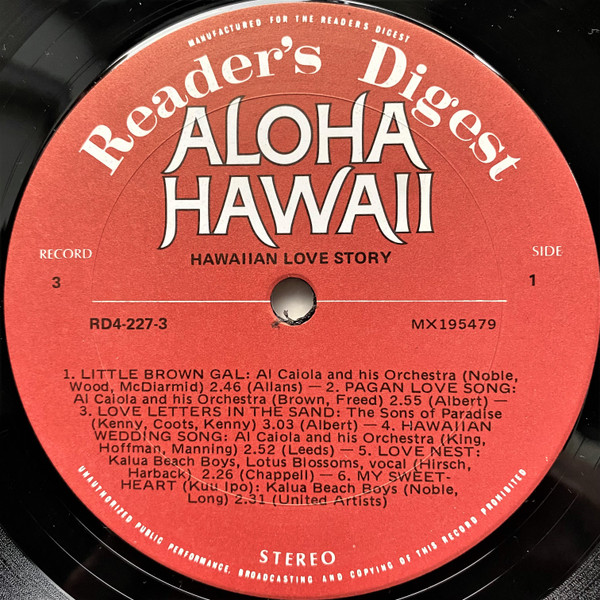 MANUFACTURED FOR THE READERS DIGEST
Reader's Digest
ALOHA
HAWAII
HAWAIIAN LOVE STORY
RECORD
3
SIDE
1
RD4-227-3
MX195479
1. LITTLE BROWN GAL: Al Caiola and his Orchestra (Noble,
Wood, McDiarmid) 2.46 (Allans) — 2. PAGAN LOVE SONG:
Al Caiola and his Orchestra (Brown, Freed) 2.55 (Albert) —
3. LOVE LETTERS IN THE SAND: The Sons of Paradise
(Kenny, Coots, Kenny) 3.03 (Albert) — 4. HAWAIIAN
WEDDING SONG: Al Caiola and his Orchestra (King,
Hoffman, Manning) 2.52 (Leeds) — 5. LOVE NEST:
Kalua Beach Boys, Lotus Blossoms, vocal (Hirsch,
Harback) 2.26 (Chappell) — 6. MY SWEET-
HEART (Kuu Ipo): Kalua Beach Boys (Noble,
Long) 2.31 (United Artists)
STEREO
UNAUTHORIZED PUBLIC PERFORMANCE, BROADCASTING AND COPYING OF THIS RECORD PROHIBITED